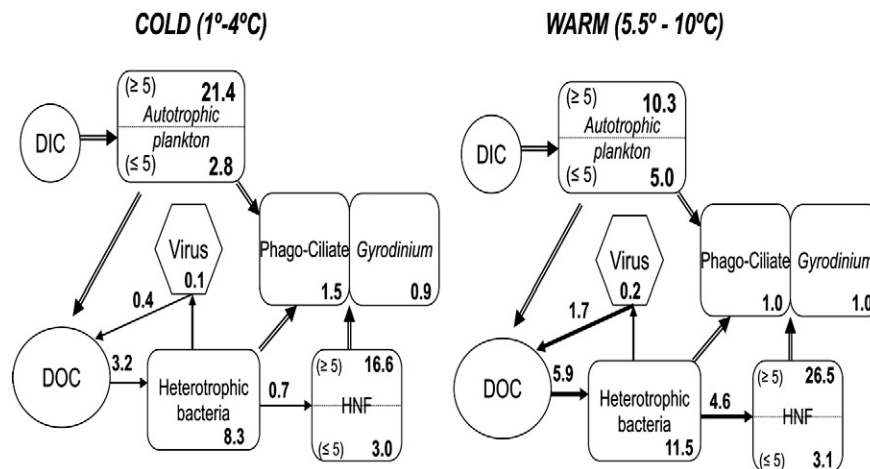 COLD (1º-4ºC)
(≥ 5) 21.4
Autotrophic
plankton
(≤ 5) 2.8
DIC
Virus
0.1
Phago-Ciliate
1.5
Gyrodinium
0.9
0.4
DOC
3.2
Heterotrophic
bacteria
8.3
0.7
(≥ 5) 16.6
HNF
(≤ 5) 3.0
WARM (5.5º - 10ºC)
(≥ 5) 10.3
Autotrophic
plankton
(≤ 5) 5.0
DIC
Virus
0.2
Phago-Ciliate
1.0
Gyrodinium
1.0
1.7
DOC
5.9
Heterotrophic
bacteria
11.5
4.6
(≥ 5) 26.5
HNF
(≤ 5) 3.1